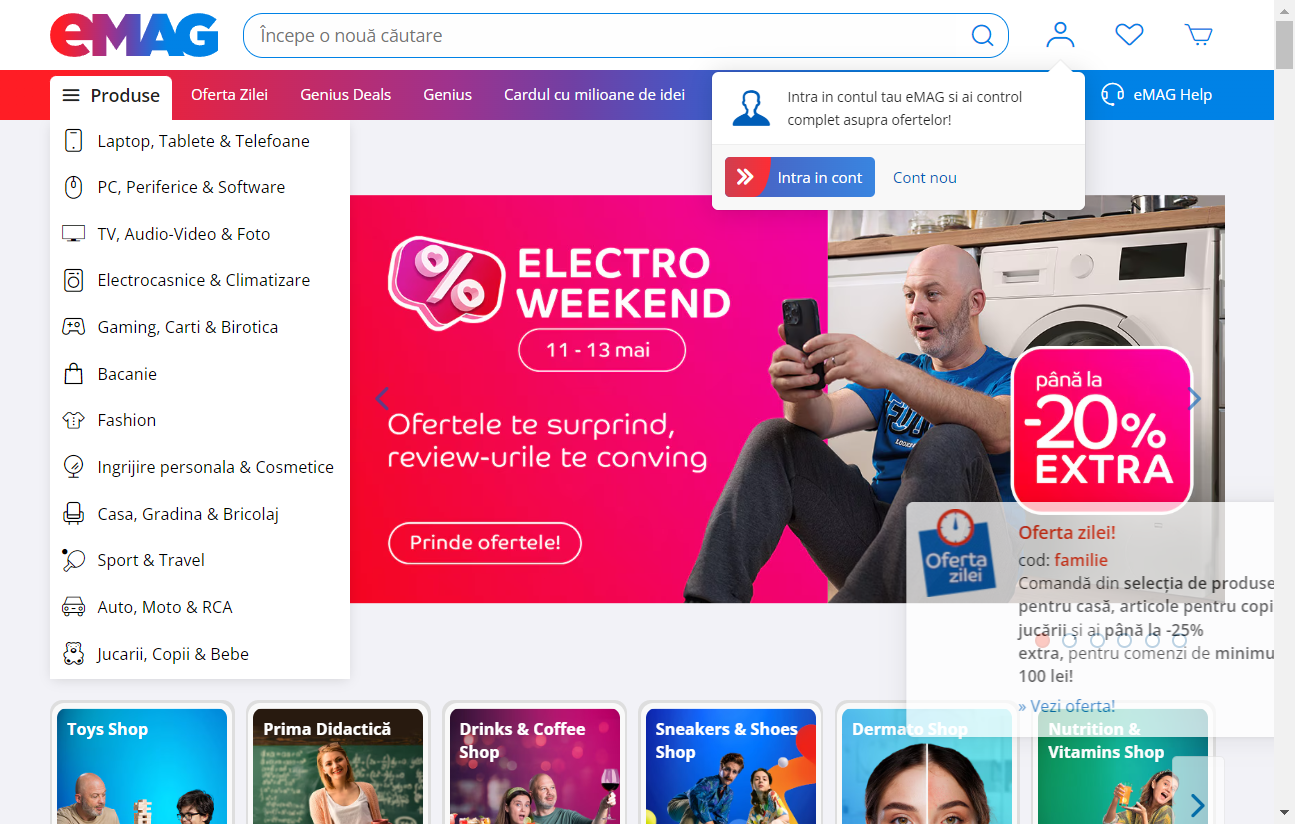 eMAG
Începe o nouă căutare
Produse
Oferta Zilei
Genius Deals
Genius
Cardul cu milioane de idei
eMAG Help
Intra in contul tau eMAG si ai control
complet asupra ofertelor!
Intra in cont
Cont nou
Laptop, Tablete & Telefoane
PC, Periferice & Software
TV, Audio-Video & Foto
Electrocasnice & Climatizare
Gaming, Carti & Birotica
Bacanie
Fashion
Ingrijire personala & Cosmetice
Casa, Gradina & Bricolaj
Sport & Travel
Auto, Moto & RCA
Jucarii, Copii & Bebe
%
ELECTRO
WEEKEND
11 - 13 mai
Ofertele te surprind,
review-urile te conving
Prinde ofertele!
până la
-20%
EXTRA
Oferta
zilei
Oferta zilei!
cod: familie
Comandă din selecția de produse
pentru casă, articole pentru copi
jucării și ai până la -25%
extra, pentru comenzi de minimu
100 lei!
» Vezi oferta!
Toys Shop
Prima Didactică
Drinks & Coffee
Shop
Sneakers & Shoes
Shop
Dermato Shop
Nutrition &
Vitamins Shop